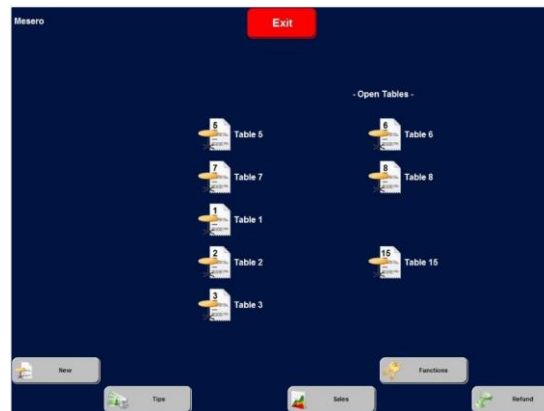 Mesero
Exit
- Open Tables -
5 Table 5
6 Table 6
7 Table 7
8 Table 8
1 Table 1
2 Table 2
15 Table 15
3 Table 3
New
Functions
Tips
Sales
Refund